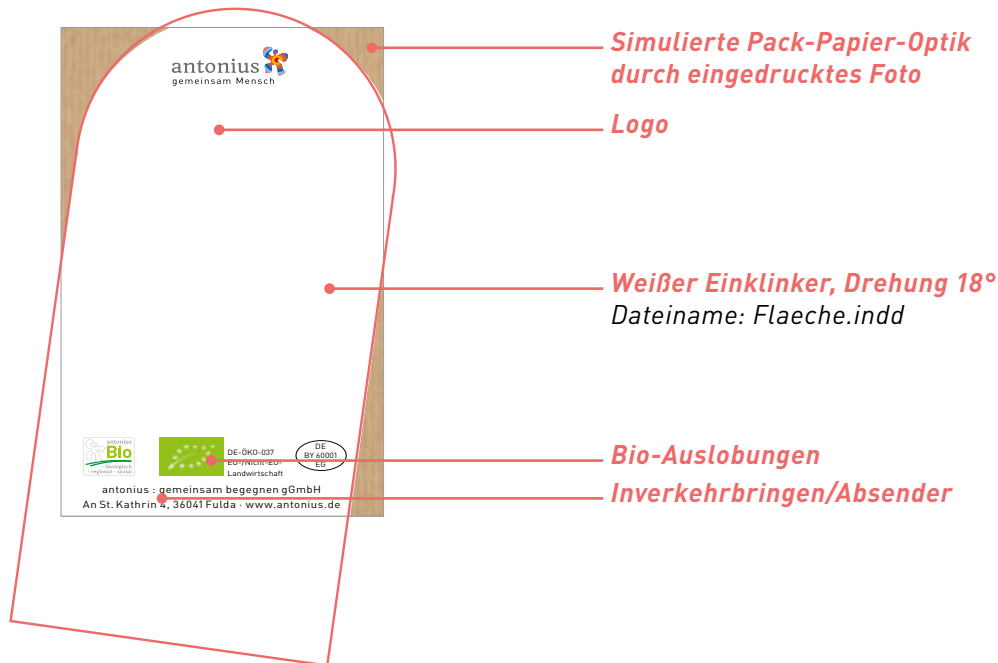 antonius
gemeinsam Mensch
Simulierte Pack-Papier-Optik
durch eingedrucktes Foto
Logo
Weißer Einklinker, Drehung 18°
Dateiname: Flaeche.indd
antonius
Bio
· ökologisch
· regional · sozial
DE-ÖKO-037
EU-/Nicht-EU-
Landwirtschaft
DE
BY 60001
EG
Bio-Auslobungen
antonius : gemeinsam begegnen gGmbH
An St. Kathrin 4, 36041 Fulda · www.antonius.de
Inverkehrbringen/Absender